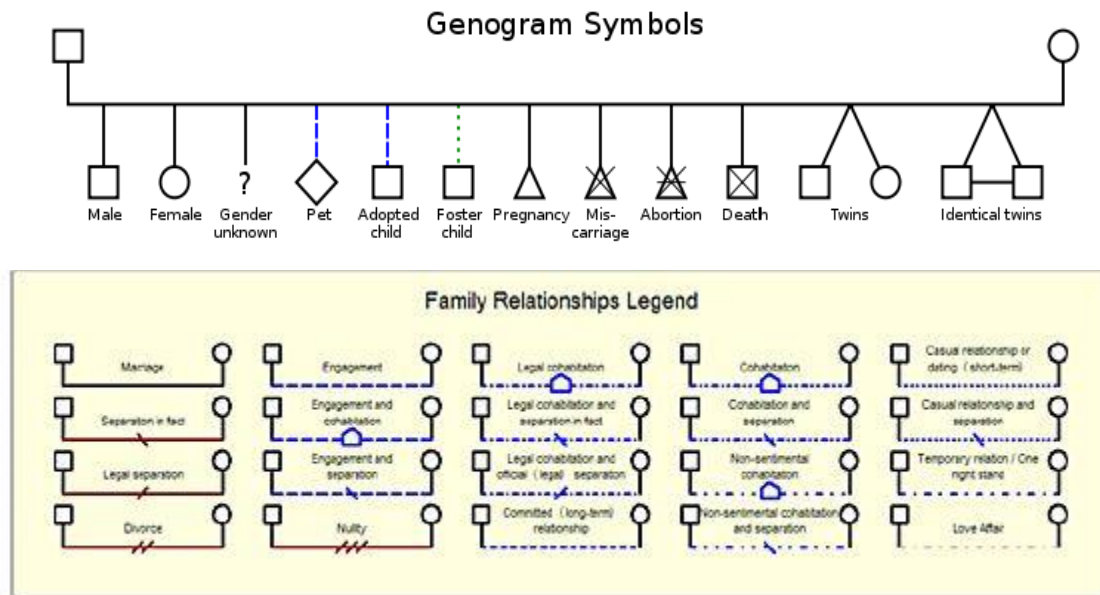 Genogram Symbols
Male
Female
?
Gender
unknown
Pet
Adopted
child
Foster
child
Pregnancy
Mis-
carriage
Abortion
Death
Twins
Identical twins
Family Relationships Legend
Marriage
Engagement
Legal cohabitation
Cohabitation
Casual relationship or
dating (short-term)
Separation in fact
Engagement and
cohabitation
Legal cohabitation and
separation in fact
Cohabitation and
separation
Casual relationship and
separation
Legal separation
Engagement and
separation
Legal cohabitation and
official (legal) separation
Non-sentimental
cohabitation
Temporary relation / One
night stand
Divorce
Nullity
Committed (long-term)
relationship
Non-sentimental cohabitation
and separation
Love Affair